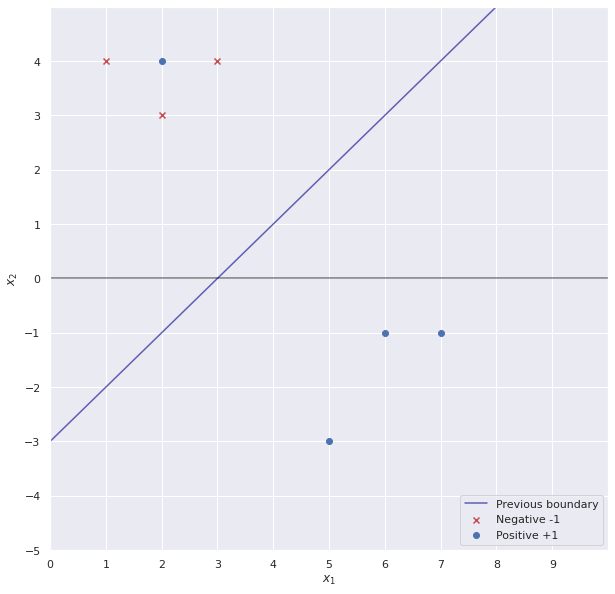 4
3
2
1
0
−1
−2
−3
−4
−5
x₂
0 1 2 3 4 5 6 7 8 9
x₁
Previous boundary
Negative -1
Positive +1